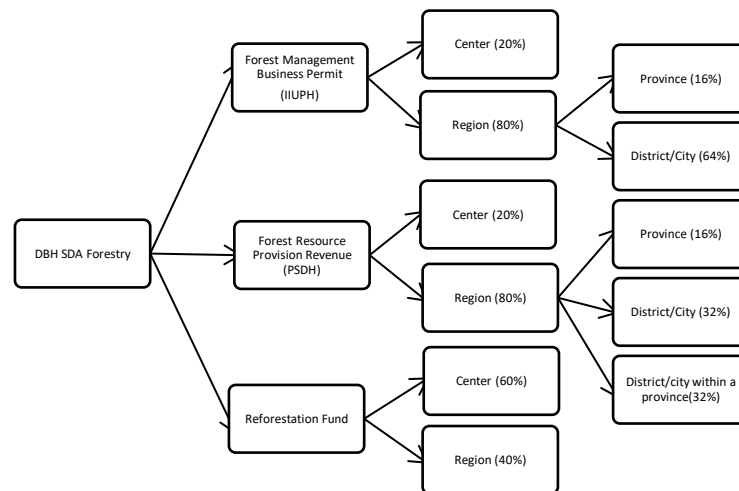 Forest Management
Business Permit
(IIUPH)
Center (20%)
Region (80%)
Province (16%)
District/City (64%)
DBH SDA Forestry
Forest Resource
Provision Revenue
(PSDH)
Center (20%)
Region (80%)
Province (16%)
District/City (32%)
District/city within a
province(32%)
Reforestation Fund
Center (60%)
Region (40%)